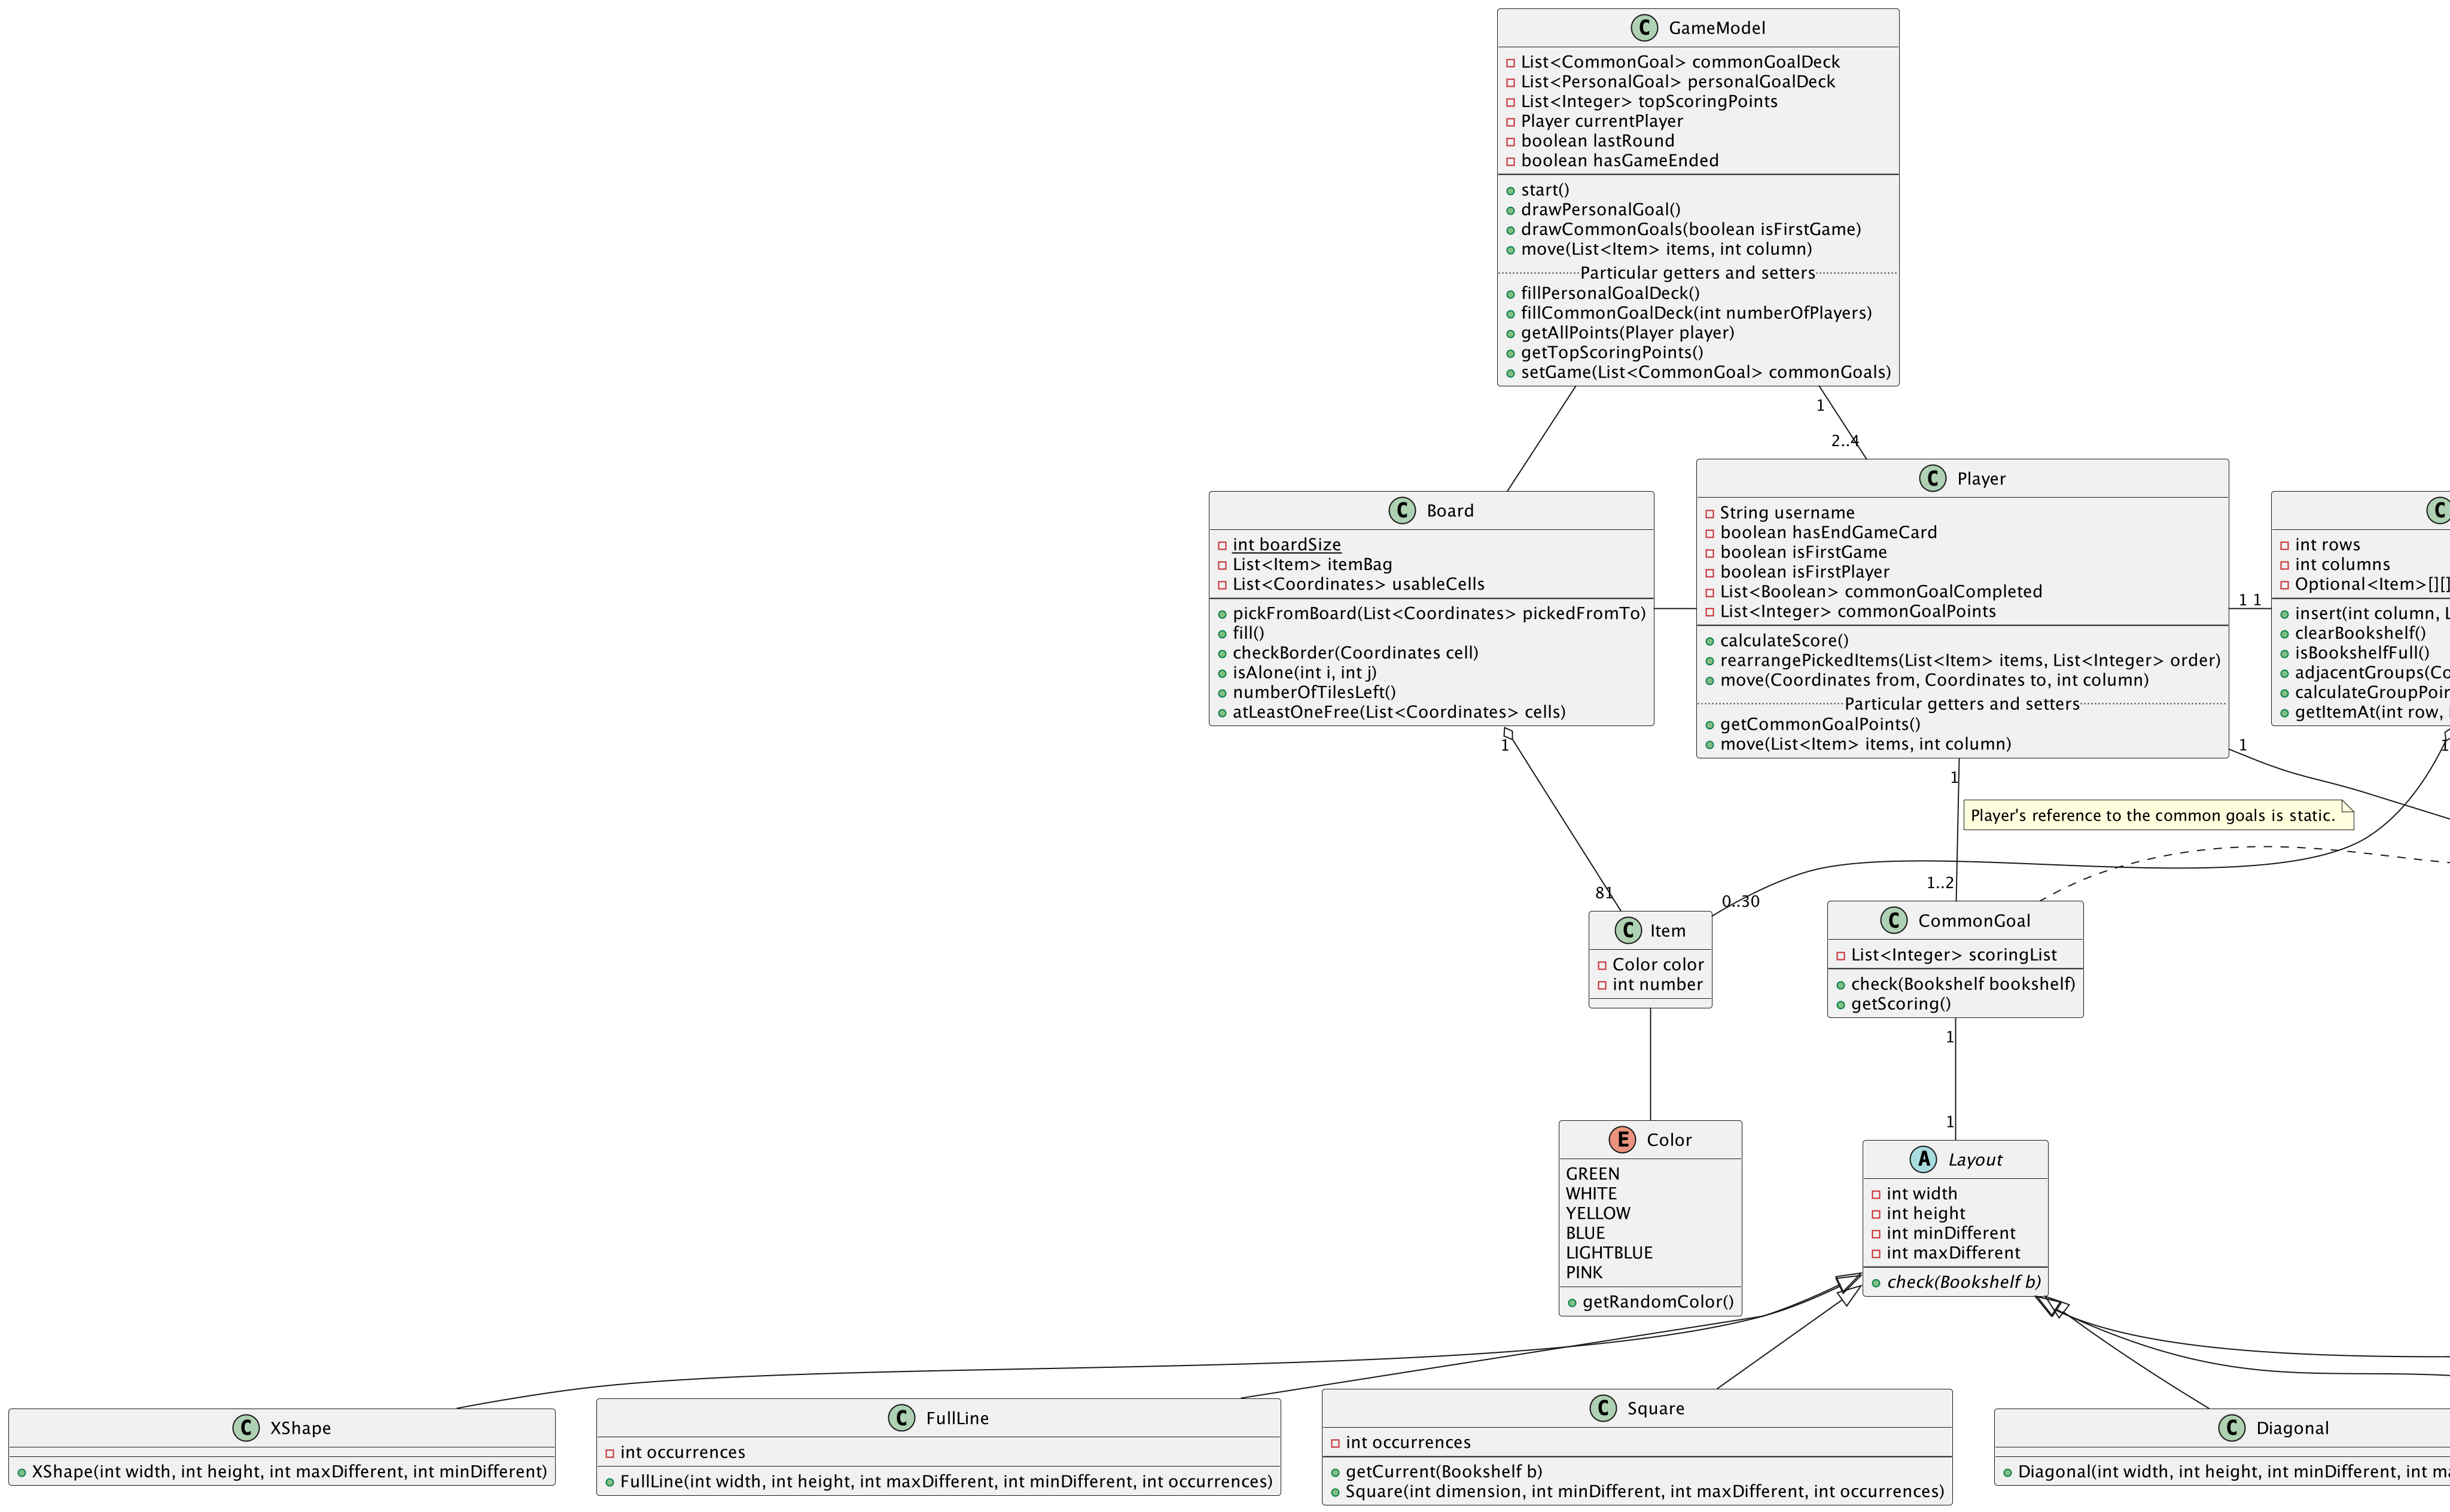 C GameModel
List<CommonGoal> commonGoalDeck
List<PersonalGoal> personalGoalDeck
List<Integer> topScoringPoints
Player currentPlayer
boolean lastRound
boolean hasGameEnded
start()
drawPersonalGoal()
drawCommonGoals(boolean isFirstGame)
move(List<Item> items, int column)
Particular getters and setters
fillPersonalGoalDeck()
fillCommonGoalDeck(int numberOfPlayers)
getAllPoints(Player player)
getTopScoringPoints()
setGame(List<CommonGoal> commonGoals)
1
2..4
C Board
int boardSize
List<Item> itemBag
List<Coordinates> usableCells
pickFromBoard(List<Coordinates> pickedFromTo)
fill()
checkBorder(Coordinates cell)
isAlone(int i, int j)
numberOfTilesLeft()
atLeastOneFree(List<Coordinates> cells)
C Player
String username
boolean hasEndGameCard
boolean isFirstGame
boolean isFirstPlayer
List<Boolean> commonGoalCompleted
List<Integer> commonGoalPoints
calculateScore()
rearrangePickedItems(List<Item> items, List<Integer> order)
move(Coordinates from, Coordinates to, int column)
Particular getters and setters
getCommonGoalPoints()
move(List<Item> items, int column)
1 1
C
int rows
int columns
Optional<Item>[][]
insert(int column, L
clearBookshelf()
isBookshelfFull()
adjacentGroups(Co
calculateGroupPoin
getItemAt(int row, i
1
1
1
1
Player's reference to the common goals is static.
81
0..30
1..2
C Item
Color color
int number
C CommonGoal
List<Integer> scoringList
check(Bookshelf bookshelf)
getScoring()
1
1
E Color
GREEN
WHITE
YELLOW
BLUE
LIGHTBLUE
PINK
getRandomColor()
A Layout
int width
int height
int minDifferent
int maxDifferent
check(Bookshelf b)
C XShape
XShape(int width, int height, int maxDifferent, int minDifferent)
C FullLine
int occurrences
FullLine(int width, int height, int maxDifferent, int minDifferent, int occurrences)
C Square
int occurrences
getCurrent(Bookshelf b)
Square(int dimension, int minDifferent, int maxDifferent, int occurrences)
C Diagonal
Diagonal(int width, int height, int minDifferent, int ma